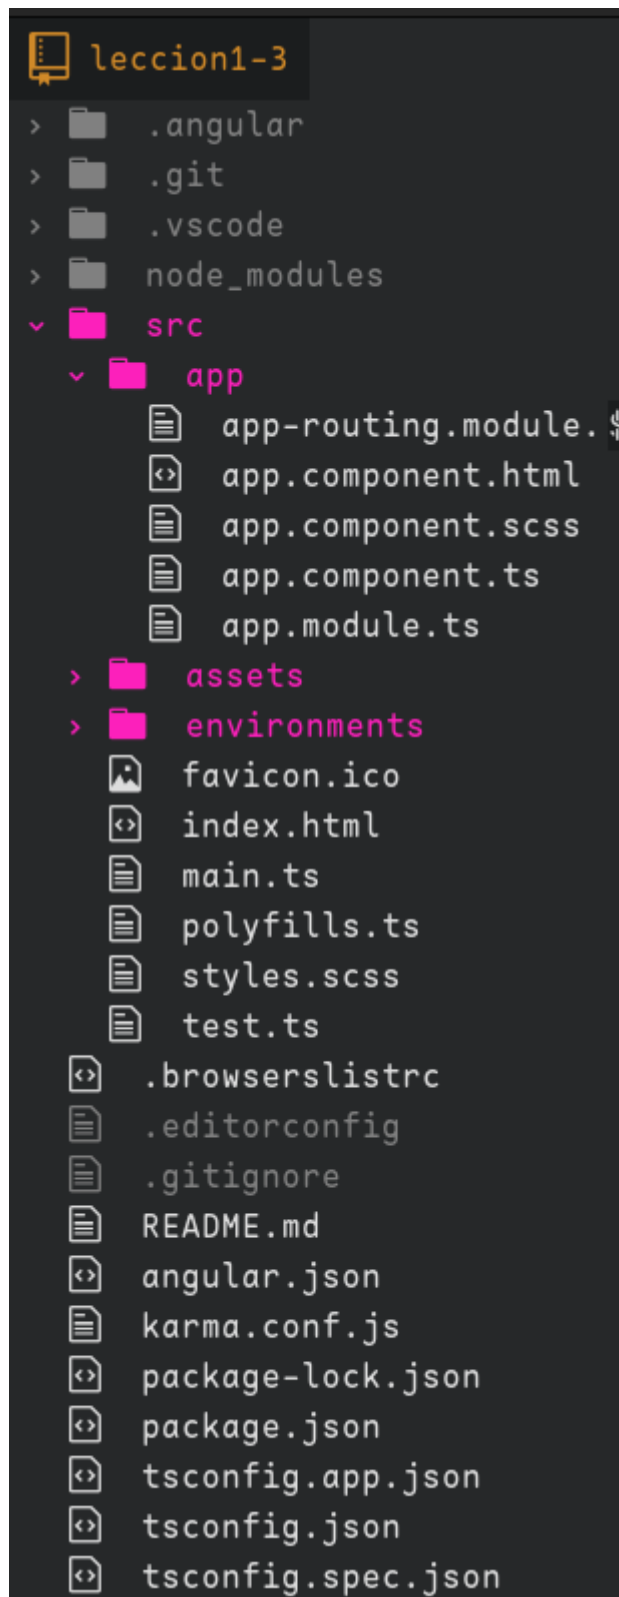 leccion1-3
.angular
.git
.vscode
node_modules
src
app
app-routing.module.
app.component.html
app.component.scss
app.component.ts
app.module.ts
assets
environments
favicon.ico
index.html
main.ts
polyfills.ts
styles.scss
test.ts
.browserslistrc
.editorconfig
.gitignore
README.md
angular.json
karma.conf.js
package-lock.json
package.json
tsconfig.app.json
tsconfig.json
tsconfig.spec.json